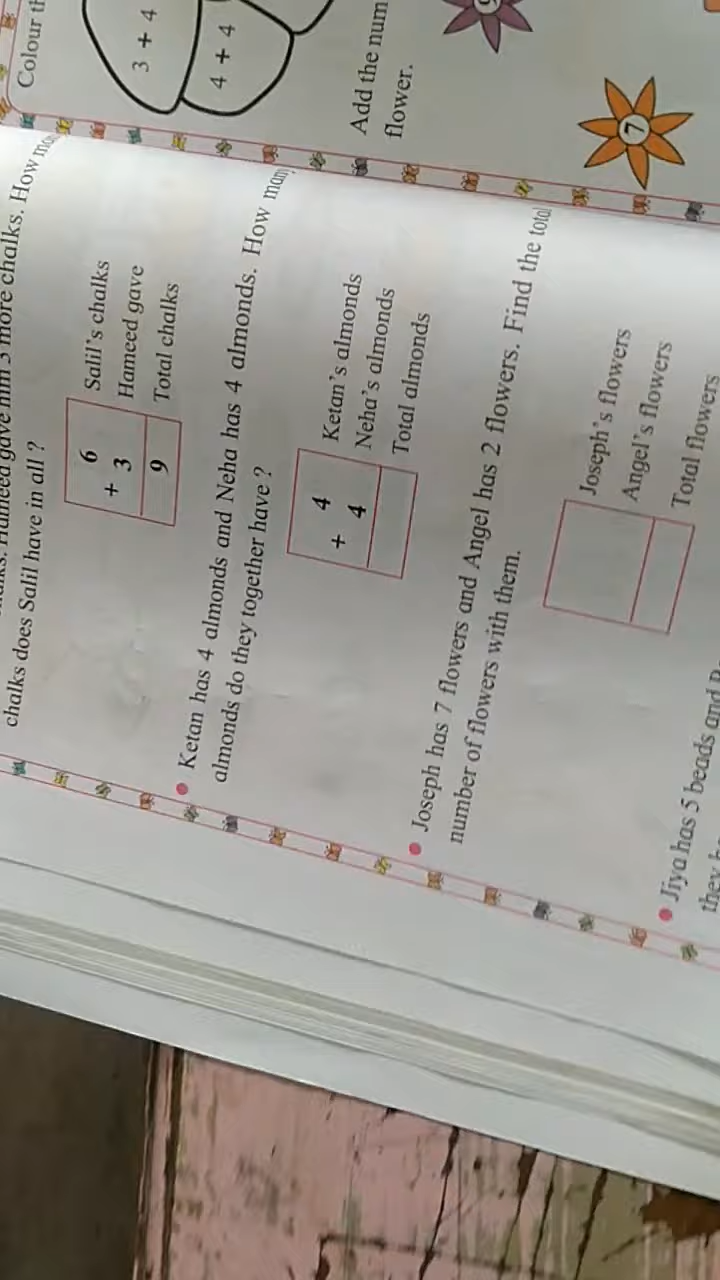 more chalks. How
chalks does Salil have in all ?
6 Salil's chalks
+ 3 Hameed gave
9 Total chalks
• Ketan has 4 almonds and Neha has 4 almonds. How many
almonds do they together have ?
4 Ketan's almonds
+ 4 Neha's almonds
Total almonds
• Joseph has 7 flowers and Angel has 2 flowers. Find the total
number of flowers with them.
Joseph's flowers
Angel's flowers
Total flowers
• Jiya has 5 beads and
they
Colour
3 + 4
4 + 4
Add the num
flower.
7